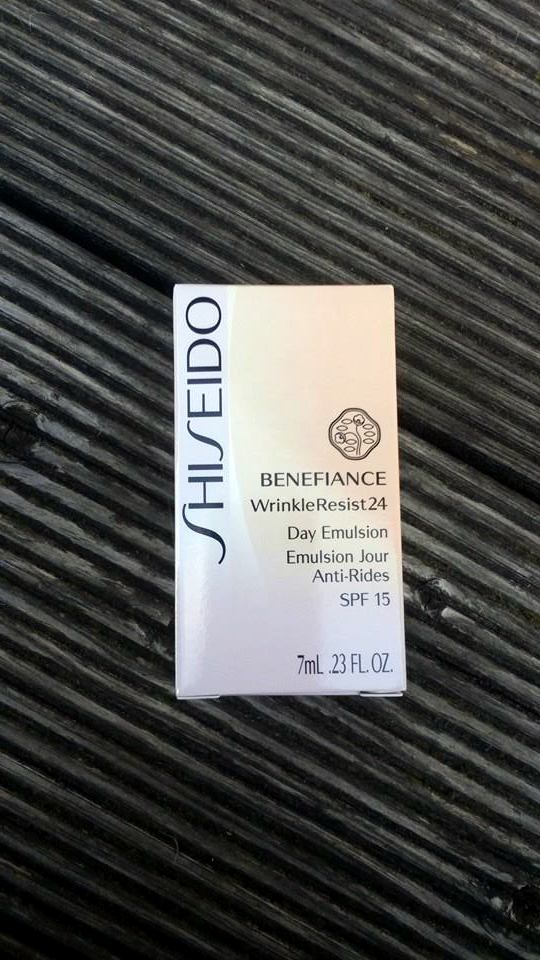 SHISEIDO
BENEFIANCE
WrinkleResist24
Day Emulsion
Emulsion Jour
Anti-Rides
SPF 15
7mL .23 FL. OZ.